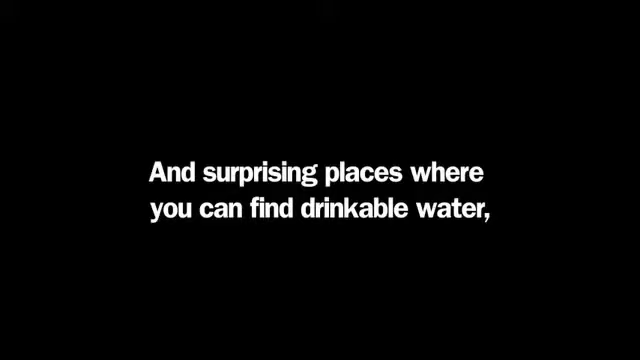 And surprising places where
you can find drinkable water,